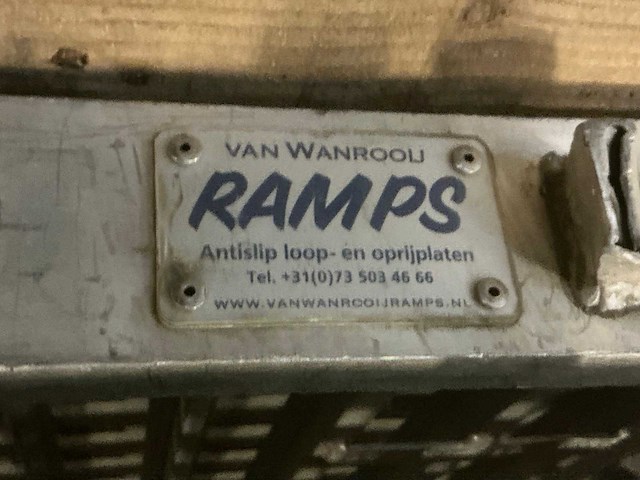 VAN WANROOIJ
RAMPS
Antislip loop- en oprijplaten
Tel. +31(0)73 503 46 66
WWW.VANWANROOIJRAMPS.NL